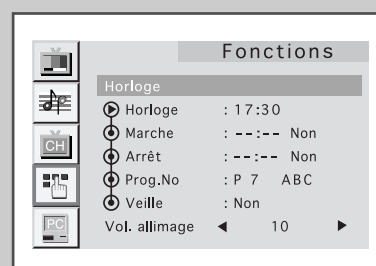 Fonctions
Horloge
Horloge : 17:30
Marche : --:-- Non
Arrêt : --:-- Non
CH
Prog.No : P 7 ABC
Veille : Non
PC
Vol. allimage ◀ 10 ▶